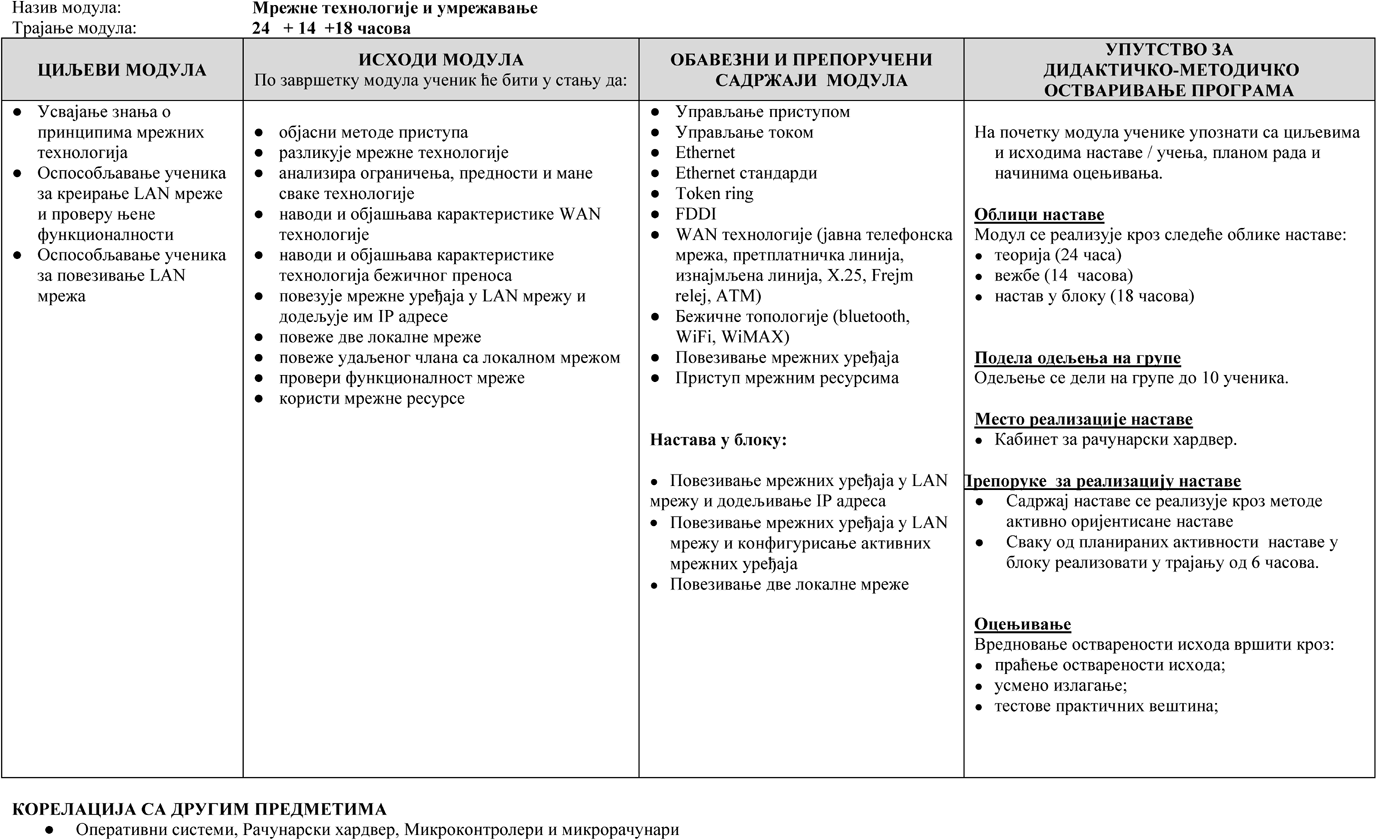 Назив модула: Мрежне технологије и умрежавање
Трајање модула: 24 + 14 +18 часова
ЦИЉЕВИ МОДУЛА
ИСХОДИ МОДУЛА
По завршетку модула ученик ће бити у стању да:
ОБАВЕЗНИ И ПРЕПОРУЧЕНИ
САДРЖАЈИ МОДУЛА
УПУТСТВО ЗА
ДИДАКТИЧКО-МЕТОДИЧКО
ОСТВАРИВАЊЕ ПРОГРАМА
● Усвајање знања о
принципима мрежних
технологија
● Оспособљавање ученика
за креирање LAN мреже
и проверу њене
функционалности
● Оспособљавање ученика
за повезивање LAN
мрежа
● објасни методе приступа
● разликује мрежне технологије
● анализира ограничења, предности и мане
сваке технологије
● наводи и објашњава карактеристике WAN
технологије
● наводи и објашњава карактеристике
технологија бежичног преноса
● повезује мрежне уређаја у LAN мрежу и
додељује им IP адресе
● повеже две локалне мреже
● повеже удаљеног члана са локалном мрежом
● провери функционалност мреже
● користи мрежне ресурсе
● Управљање приступом
● Управљање током
● Ethernet
● Ethernet стандарди
● Token ring
● FDDI
● WAN технологије (јавна телефонска
мрежа, претплатничка линија,
изнајмљена линија, X.25, Frejm
relej, ATM)
● Бежичне топологије (bluetooth,
WiFi, WiMAX)
● Повезивање мрежних уређаја
● Приступ мрежним ресурсима
Настава у блоку:
● Повезивање мрежних уређаја у LAN
мрежу и додељивање IP адреса
● Повезивање мрежних уређаја у LAN
мрежу и конфигурисање активних
мрежних уређаја
● Повезивање две локалне мреже
На почетку модула ученике упознати са циљевима
и исходима наставе / учења, планом рада и
начинима оцењивања.
Облици наставе
Модул се реализује кроз следеће облике наставе:
● теорија (24 часа)
● вежбе (14 часова)
● настав у блоку (18 часова)
Подела одељења на групе
Одељење се дели на групе до 10 ученика.
Место реализације наставе
● Кабинет за рачунарски хардвер.
Препоруке за реализацију наставе
● Садржај наставе се реализује кроз методе
активно оријентисане наставе
● Сваку од планираних активности наставе у
блоку реализовати у трајању од 6 часова.
Оцењивање
Вредновање остварености исхода вршити кроз:
● праћење остварености исхода;
● усмено излагање;
● тестове практичних вештина;
КОРЕЛАЦИЈА СА ДРУГИМ ПРЕДМЕТИМА
● Оперативни системи, Рачунарски хардвер, Микроконтролери и микрорачунари